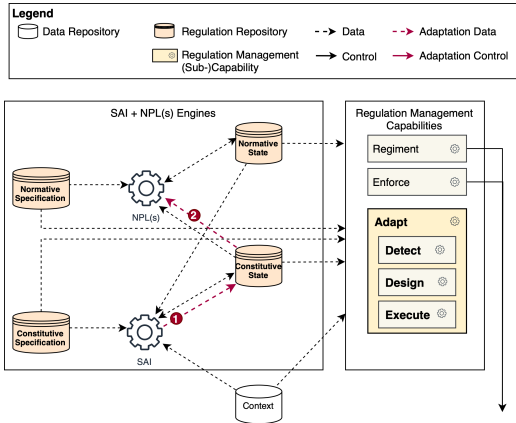 Legend
Data Repository
Regulation Repository
Data
Adaptation Data
Regulation Management
(Sub-)Capability
Control
Adaptation Control
SAI + NPL(s) Engines
Regulation Management
Capabilities
Normative
State
Regiment
Enforce
Normative
Specification
NPL(s)
2
Adapt
Detect
Constitutive
State
Design
Execute
1
Constitutive
Specification
SAI
Context